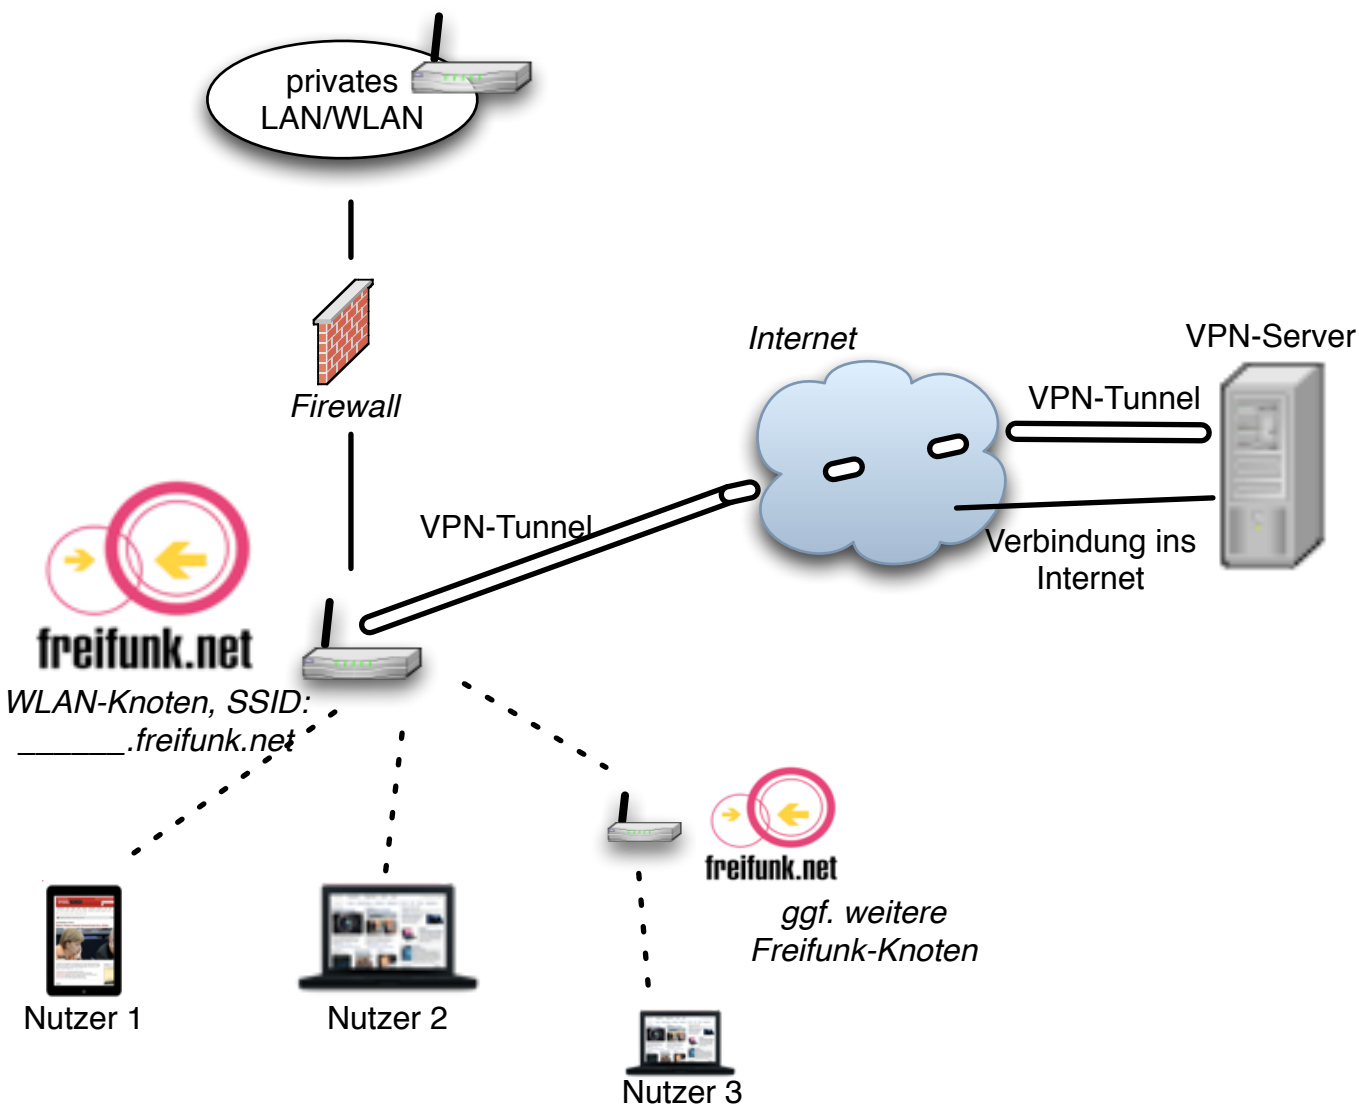 privates
LAN/WLAN
Firewall
Internet
VPN-Server
VPN-Tunnel
VPN-Tunnel
Verbindung ins
Internet
freifunk.net
WLAN-Knoten, SSID:
______.freifunk.net
freifunk.net
ggf. weitere
Freifunk-Knoten
Nutzer 1
Nutzer 2
Nutzer 3